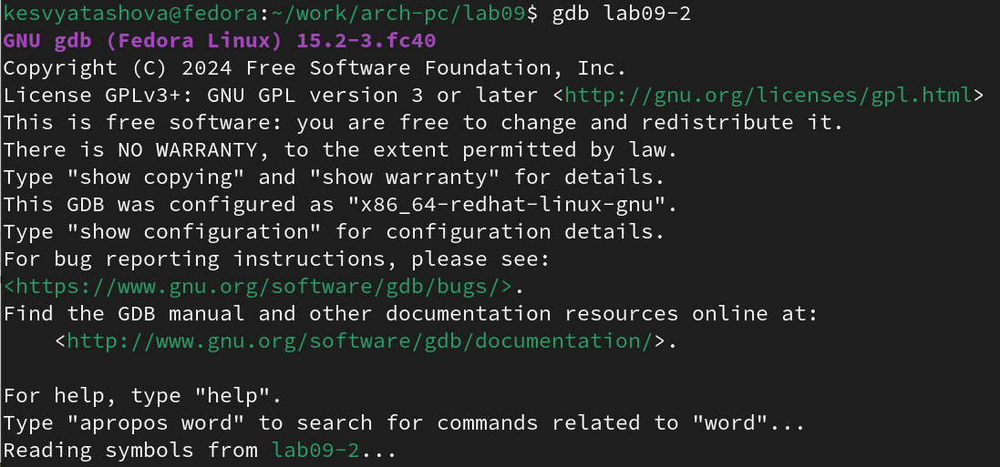 kesvyatashova@fedora:~/work/arch-pc/lab09$ gdb lab09-2
GNU gdb (Fedora Linux) 15.2-3.fc40
Copyright (C) 2024 Free Software Foundation, Inc.
License GPLv3+: GNU GPL version 3 or later <http://gnu.org/licenses/gpl.html>
This is free software: you are free to change and redistribute it.
There is NO WARRANTY, to the extent permitted by law.
Type "show copying" and "show warranty" for details.
This GDB was configured as "x86_64-redhat-linux-gnu".
Type "show configuration" for configuration details.
For bug reporting instructions, please see:
<https://www.gnu.org/software/gdb/bugs/>.
Find the GDB manual and other documentation resources online at:
    <http://www.gnu.org/software/gdb/documentation/>.

For help, type "help".
Type "apropos word" to search for commands related to "word"...
Reading symbols from lab09-2...